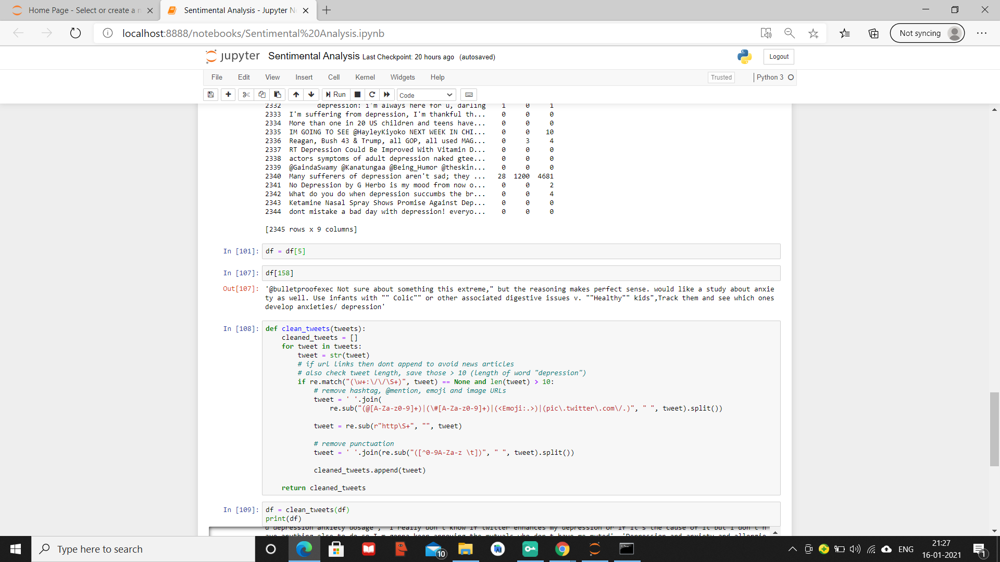 Home Page - Select or create a n
Sentimental Analysis - Jupyter N
localhost:8888/notebooks/Sentimental%20Analysis.ipynb
Not syncing
jupyter Sentimental Analysis Last Checkpoint: 20 hours ago (autosaved)
Logout
File Edit View Insert Cell Kernel Widgets Help
Trusted
Python 3
Run
Code
2332 depression: i'm always here for u, darling 1 0 1
2333 I'm suffering from depression, I'm thankful th... 0 0 0
2334 More than one in 20 US children and teens have... 0 0 0
2335 IM GOING TO SEE @HayleyKiyoko NEXT WEEK IN CHI... 0 0 10
2336 Reagan, Bush 43 & Trump, all GOP, all used MAG... 0 3 4
2337 RT Depression Could Be Improved With Vitamin D... 0 0 0
2338 actors symptoms of adult depression naked gtee... 0 0 0
2339 @GaindaSwamy @Kanatungaa @Being_Humor @theskin... 0 0 0
2340 Many sufferers of depression aren't sad; they ... 28 1200 4681
2341 No Depression by G Herbo is my mood from now o... 0 0 2
2342 What do you do when depression succumbs the br... 0 0 4
2343 Ketamine Nasal Spray Shows Promise Against Dep... 0 0 0
2344 dont mistake a bad day with depression! everyo... 0 0 0
[2345 rows x 9 columns]
In [101]: df = df[5]
In [107]: df[158]
Out[107]: '@bulletproofexec Not sure about something this extreme," but the reasoning makes perfect sense. would like a study about anxie
ty as well. Use infants with "" Colic"" or other associated digestive issues v. ""Healthy"" kids",Track them and see which ones
develop anxieties/ depression'
In [108]: def clean_tweets(tweets):
cleaned_tweets = []
for tweet in tweets:
tweet = str(tweet)
# if url links then dont append to avoid news articles
# also check tweet length, save those > 10 (length of word "depression")
if re.match("(\w+:\/\/\S+)", tweet) == None and len(tweet) > 10:
# remove hashtag, @mention, emoji and image URLs
tweet = ' '.join(
re.sub("(@[A-Za-z0-9]+)|(\#[A-Za-z0-9]+)|(<Emoji:.>)|(pic\.twitter\.com\/.)", " ", tweet).split())
tweet = re.sub(r"http\S+", "", tweet)
# remove punctuation
tweet = ' '.join(re.sub("([^0-9A-Za-z \t])", " ", tweet).split())
cleaned_tweets.append(tweet)
return cleaned_tweets
In [109]: df = clean_tweets(df)
print(df)
d depression anxiety dosage', 'I really don t know if twitter enhances my depression or if it s the cause of it but I don t h
ave anything else to do so I m gonna keep annoying the mutuals who don t have me muted', 'Depression and anxiety and allergie
Type here to search
10
ENG
21:27
16-01-2021
1